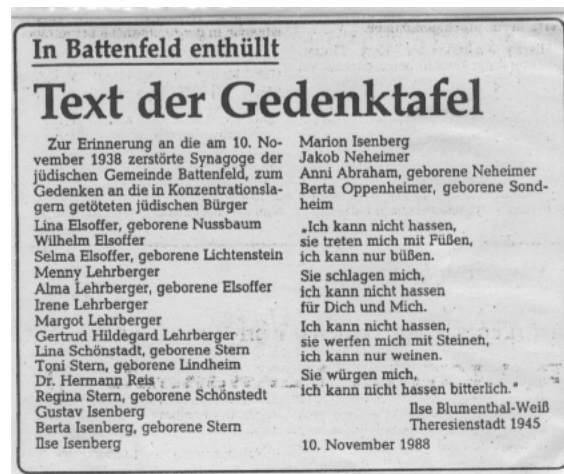 In Battenfeld enthüllt
Text der Gedenktafel
Zur Erinnerung an die am 10. No-
vember 1938 zerstörte Synagoge der
jüdischen Gemeinde Battenfeld, zum
Gedenken an die in Konzentrationsla-
gern getöteten jüdischen Bürger
Lina Elsoffer, geborene Nussbaum
Wilhelm Elsoffer
Selma Elsoffer, geborene Lichtenstein
Menny Lehrberger
Alma Lehrberger, geborene Elsoffer
Irene Lehrberger
Margot Lehrberger
Gertrud Hildegard Lehrberger
Lina Schönstadt, geborene Stern
Toni Stern, geborene Lindheim
Dr. Hermann Reis
Regina Stern, geborene Schönstedt
Gustav Isenberg
Berta Isenberg, geborene Stern
Ilse Isenberg
Marion Isenberg
Jakob Neheimer
Anni Abraham, geborene Neheimer
Berta Oppenheimer, geborene Sond-
heim
„Ich kann nicht hassen,
sie treten mich mit Füßen,
ich kann nur büßen.
Sie schlagen mich,
ich kann nicht hassen
für Dich und Mich.
Ich kann nicht hassen,
sie werfen mich mit Steinen,
ich kann nur weinen.
Sie würgen mich,
ich kann nicht hassen bitterlich."
Ilse Blumenthal-Weiß
Theresienstadt 1945
10. November 1988